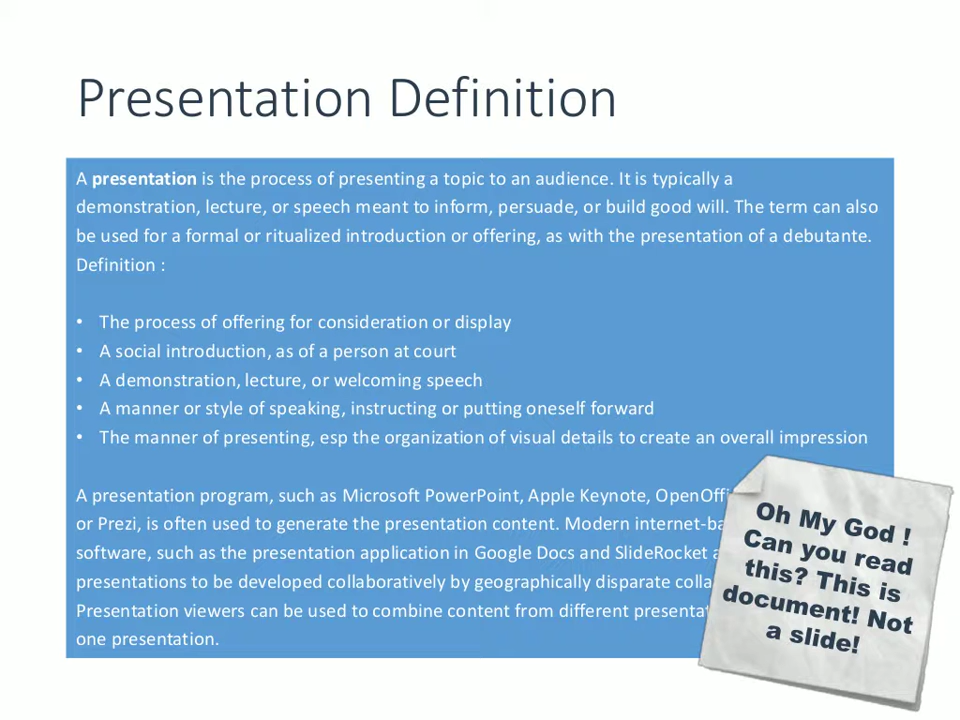 Presentation Definition
A presentation is the process of presenting a topic to an audience. It is typically a
demonstration, lecture, or speech meant to inform, persuade, or build good will. The term can also
be used for a formal or ritualized introduction or offering, as with the presentation of a debutante.
Definition :
• The process of offering for consideration or display
• A social introduction, as of a person at court
• A demonstration, lecture, or welcoming speech
• A manner or style of speaking, instructing or putting oneself forward
• The manner of presenting, esp the organization of visual details to create an overall impression
A presentation program, such as Microsoft PowerPoint, Apple Keynote,
or Prezi, is often used to generate the presentation content. Modern
software, such as the presentation application in Google Docs and SlideRocket
presentations to be developed collaboratively by geographically disparate
Presentation viewers can be used to combine content from different
one presentation.
Oh My God !
Can you read
this? This is
document! Not
a slide!